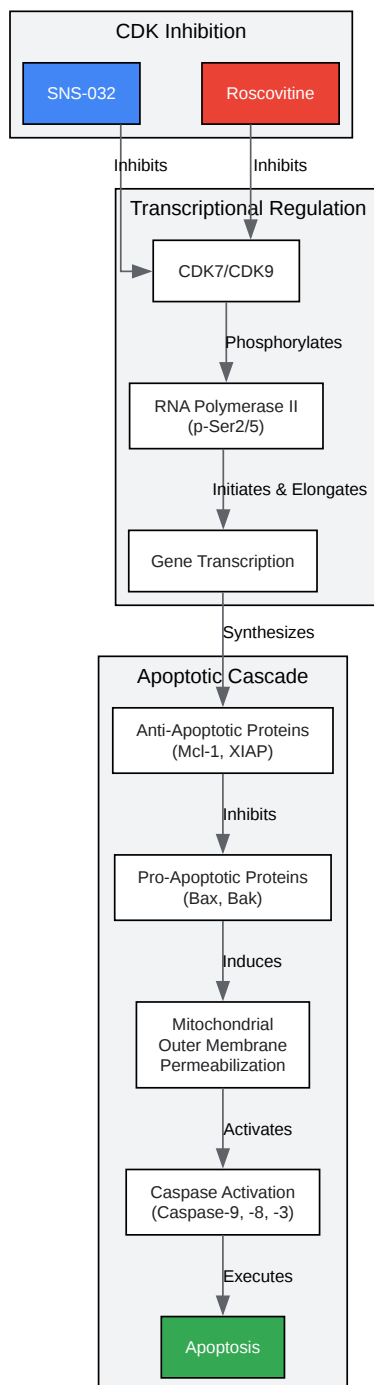 CDK Inhibition
SNS-032
Roscovitine
Inhibits
Inhibits
Transcriptional Regulation
CDK7/CDK9
Phosphorylates
RNA Polymerase II
(p-Ser2/5)
Initiates & Elongates
Gene Transcription
Synthesizes
Apoptotic Cascade
Anti-Apoptotic Proteins
(Mcl-1, XIAP)
Inhibits
Pro-Apoptotic Proteins
(Bax, Bak)
Induces
Mitochondrial
Outer Membrane
Permeabilization
Activates
Caspase Activation
(Caspase-9, -8, -3)
Executes
Apoptosis